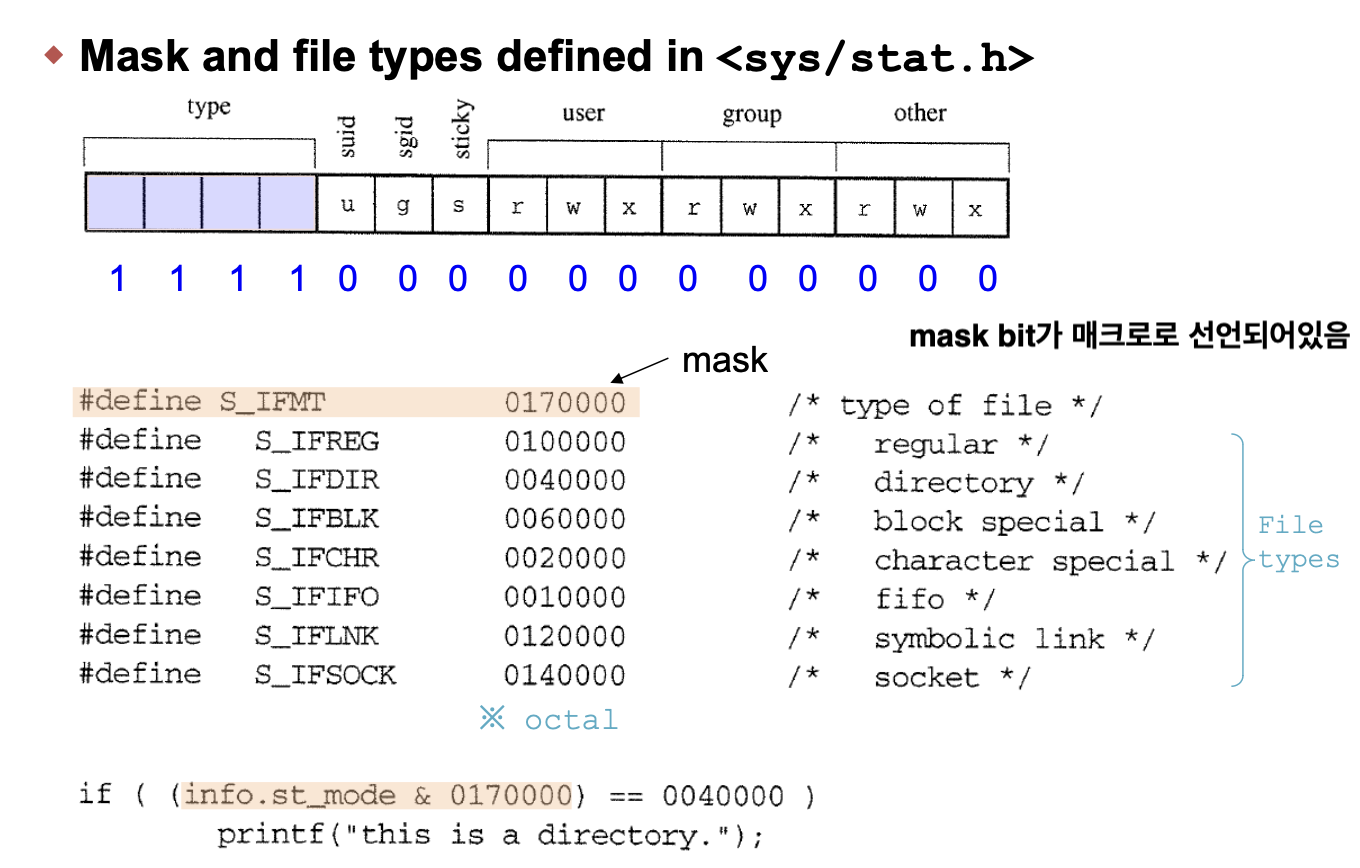 ◆ Mask and file types defined in <sys/stat.h>
type suid sgid sticky user group other
u g s r w x r w x r w x
1 1 1 1 0 0 0 0 0 0 0 0 0 0 0 0
mask bit가 매크로로 선언되어있음
mask
#define S_IFMT 0170000 /* type of file */
#define S_IFREG 0100000 /* regular */
#define S_IFDIR 0040000 /* directory */
#define S_IFBLK 0060000 /* block special */
#define S_IFCHR 0020000 /* character special */
#define S_IFIFO 0010000 /* fifo */
#define S_IFLNK 0120000 /* symbolic link */
#define S_IFSOCK 0140000 /* socket */
File
types
※ octal
if ( (info.st_mode & 0170000) == 0040000 )
printf("this is a directory.");